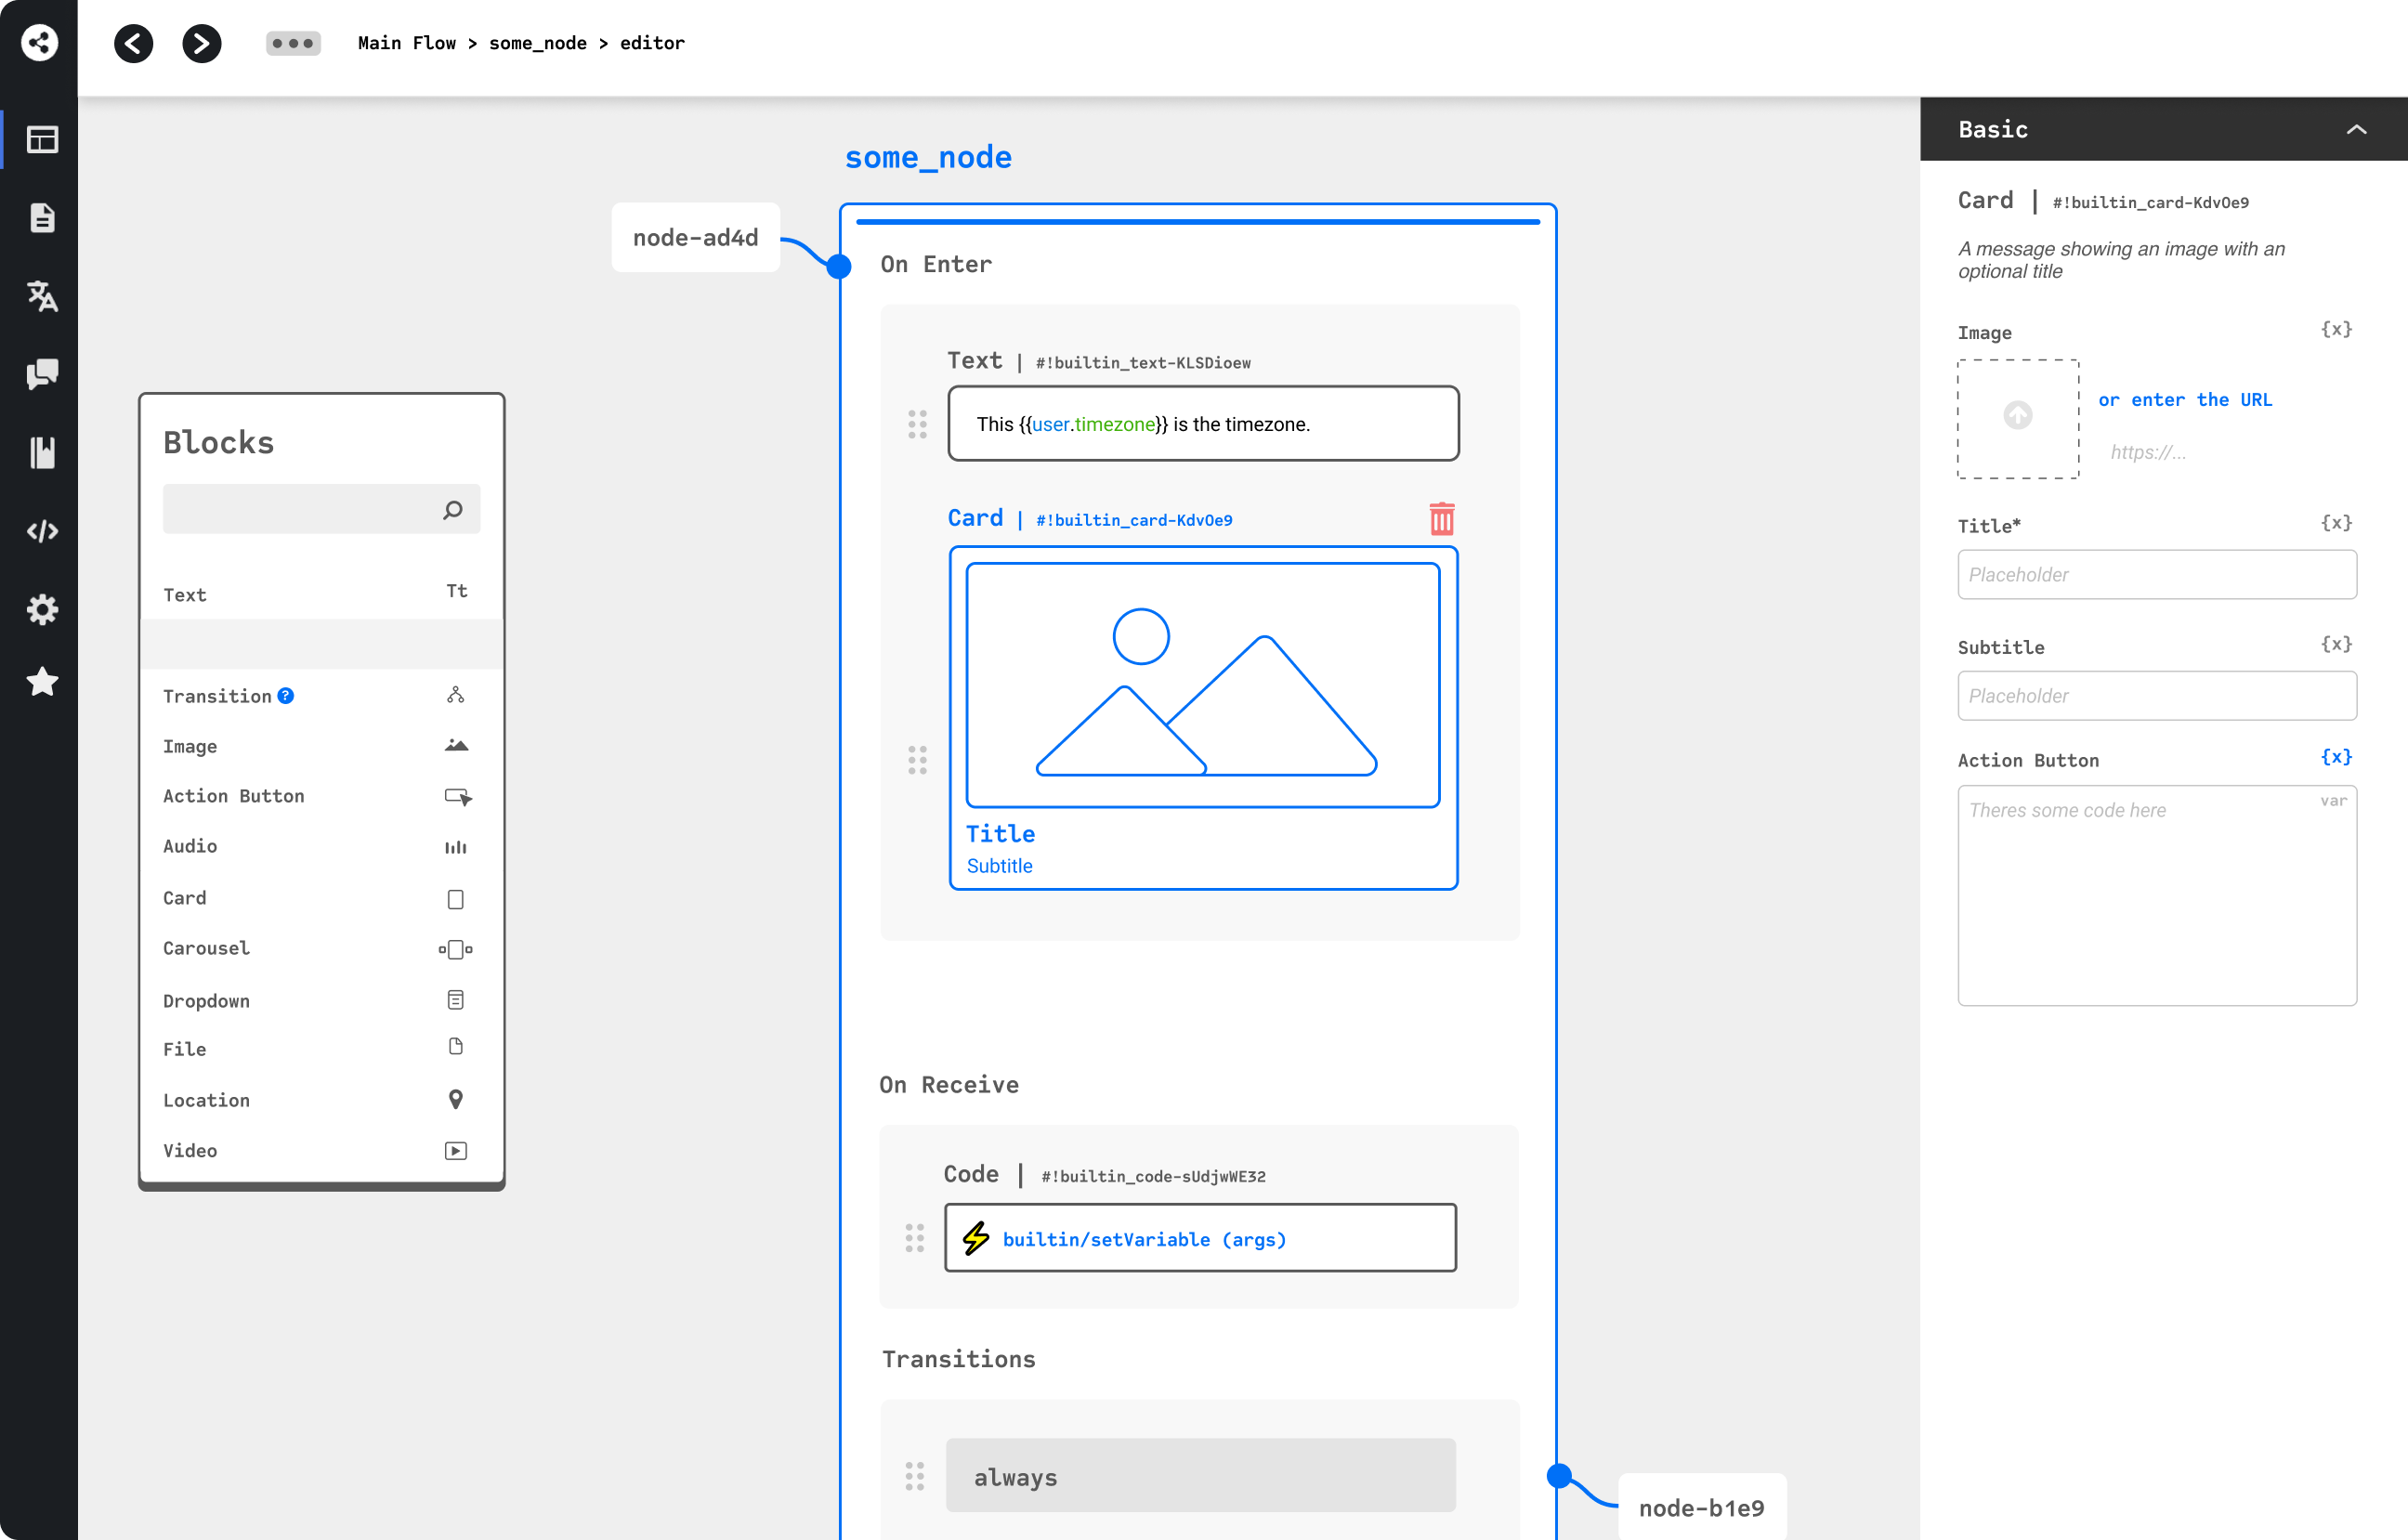 Main Flow > some_node > editor
some_node
node-ad4d
On Enter
Text | #!builtin_text-KLSDioew
This {{user.timezone}} is the timezone.
Card | #!builtin_card-KdvOe9
Title
Subtitle
On Receive
Code | #!builtin_code-sUdjwWE32
builtin/setVariable (args)
Transitions
always
node-b1e9
Blocks
Text Tt
Transition ?
Image
Action Button
Audio
Card
Carousel
Dropdown
File
Location
Video
Basic
Card | #!builtin_card-KdvOe9
A message showing an image with an
optional title
Image {x}
or enter the URL
https://...
Title* {x}
Placeholder
Subtitle {x}
Placeholder
Action Button {x}
Theres some code here var